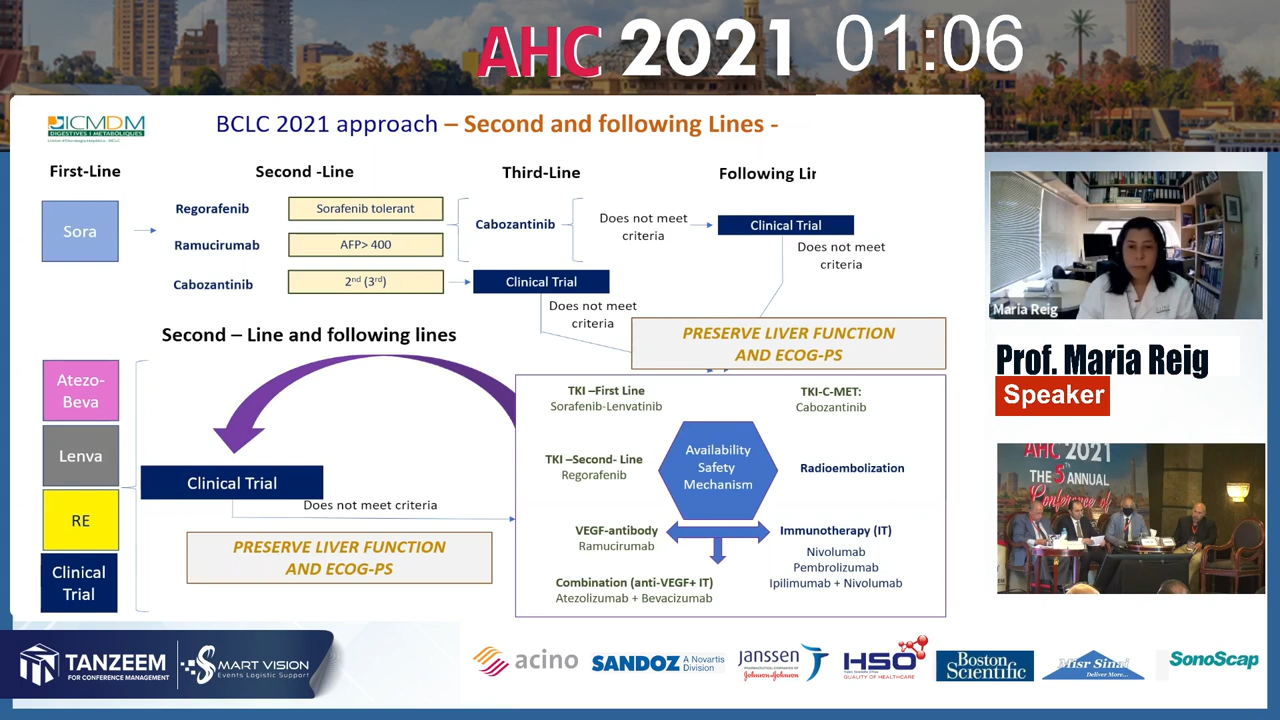 AHC 2021 01:06
ICMDM
DIGESTIVES I METABÒLIQUES
BCLC 2021 approach – Second and following Lines -
First-Line
Second -Line
Third-Line
Following Lir
Sora
Regorafenib
Sorafenib tolerant
Ramucirumab
AFP> 400
Cabozantinib
2nd (3rd)
Cabozantinib
Clinical Trial
Does not meet
criteria
Clinical Trial
Does not meet
criteria
Does not meet
criteria
PRESERVE LIVER FUNCTION
AND ECOG-PS
Second – Line and following lines
Atezo-
Beva
Lenva
RE
Clinical
Trial
Clinical Trial
Does not meet criteria
PRESERVE LIVER FUNCTION
AND ECOG-PS
TKI –First Line
Sorafenib-Lenvatinib
TKI-C-MET:
Cabozantinib
TKI –Second- Line
Regorafenib
Availability
Safety
Mechanism
Radioembolization
VEGF-antibody
Ramucirumab
Immunotherapy (IT)
Nivolumab
Pembrolizumab
Ipilimumab + Nivolumab
Combination (anti-VEGF+ IT)
Atezolizumab + Bevacizumab
Maria Reig
Prof. Maria Reig
Speaker
AHC 2021
THE 5TH ANNUAL
Conference of
TANZEEM
FOR CONFERENCE MANAGEMENT
SMART VISION
Events Logistic Support
acino
SANDOZ A Novartis
Division
janssen
PHARMACEUTICAL COMPANIES OF
Johnson & Johnson
HSO
QUALITY OF HEALTHCARE
Boston
Scientific
Misr Sinai
Deliver More...
SonoScap